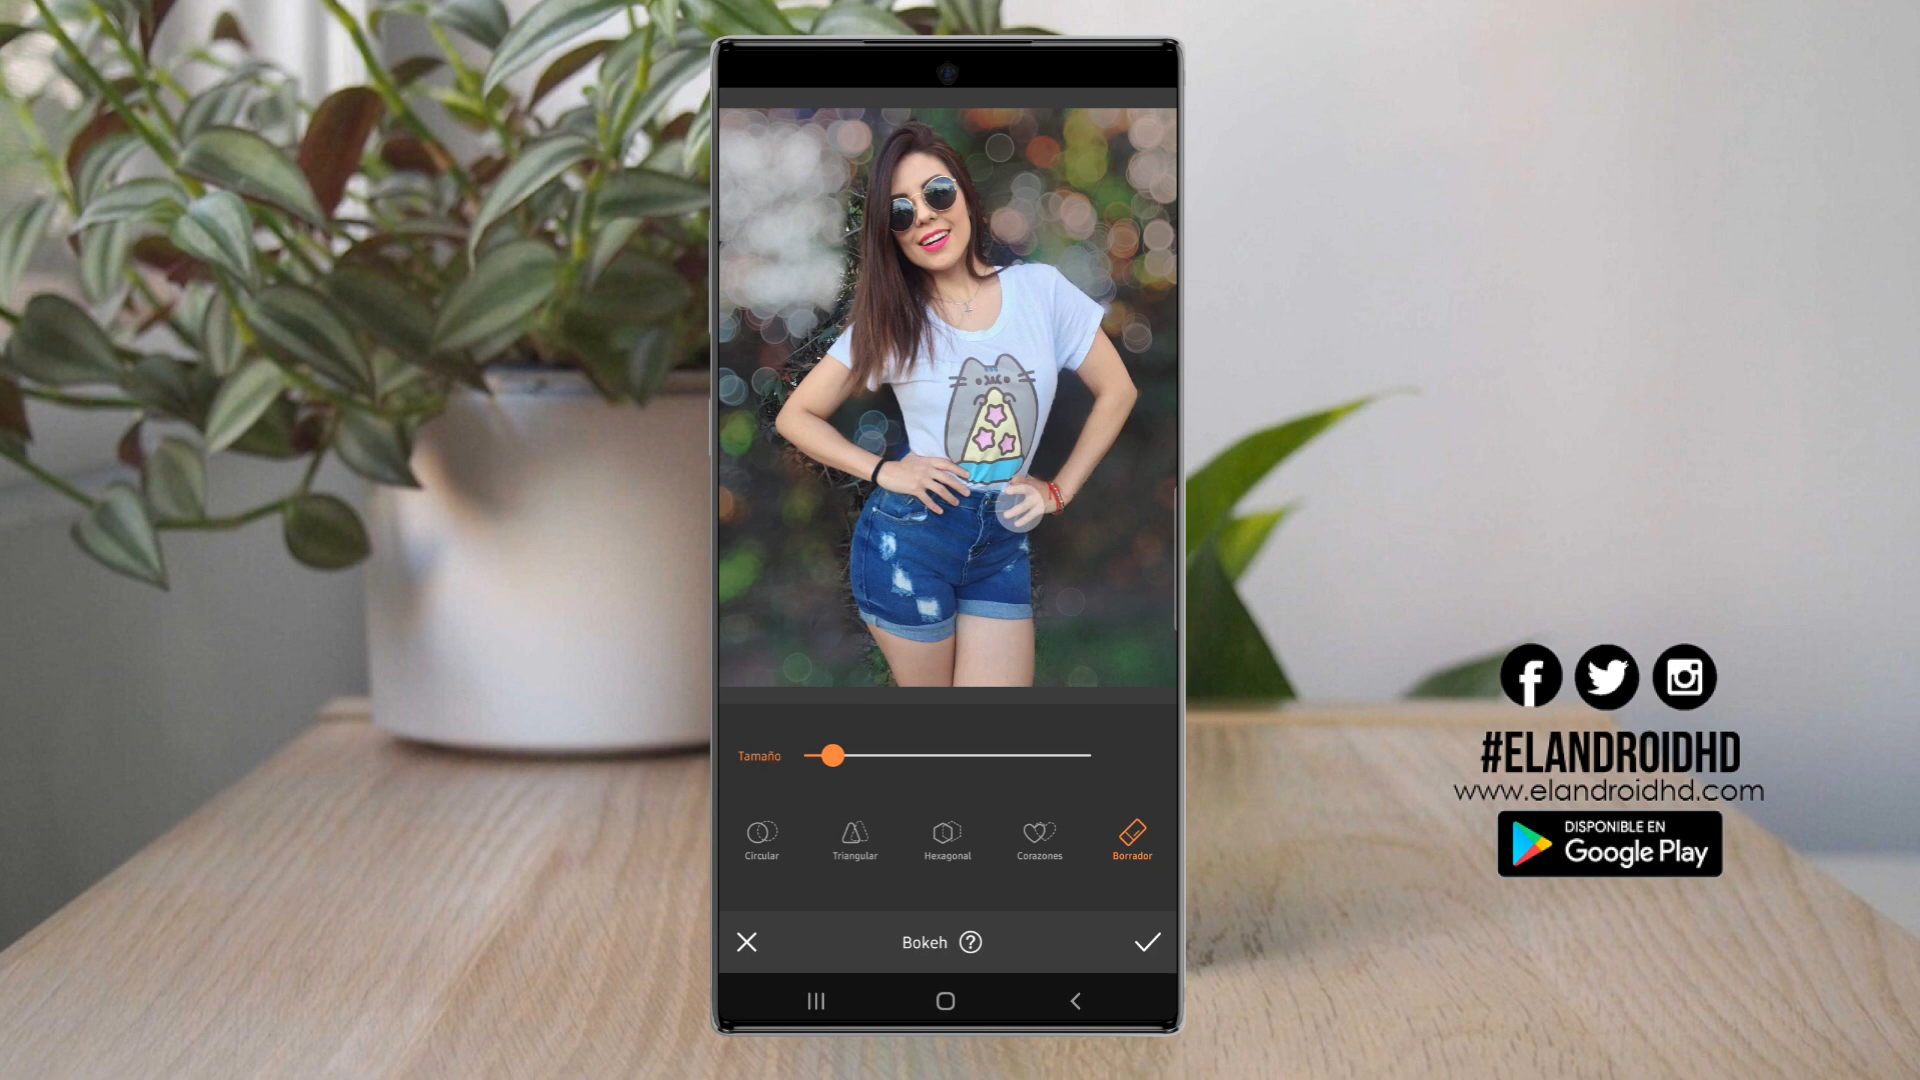 Tamaño
Circular
Triangular
Hexagonal
Corazones
Borrador
Bokeh ?
#ELANDROIDHD
www.elandroidhd.com
DISPONIBLE EN
Google Play